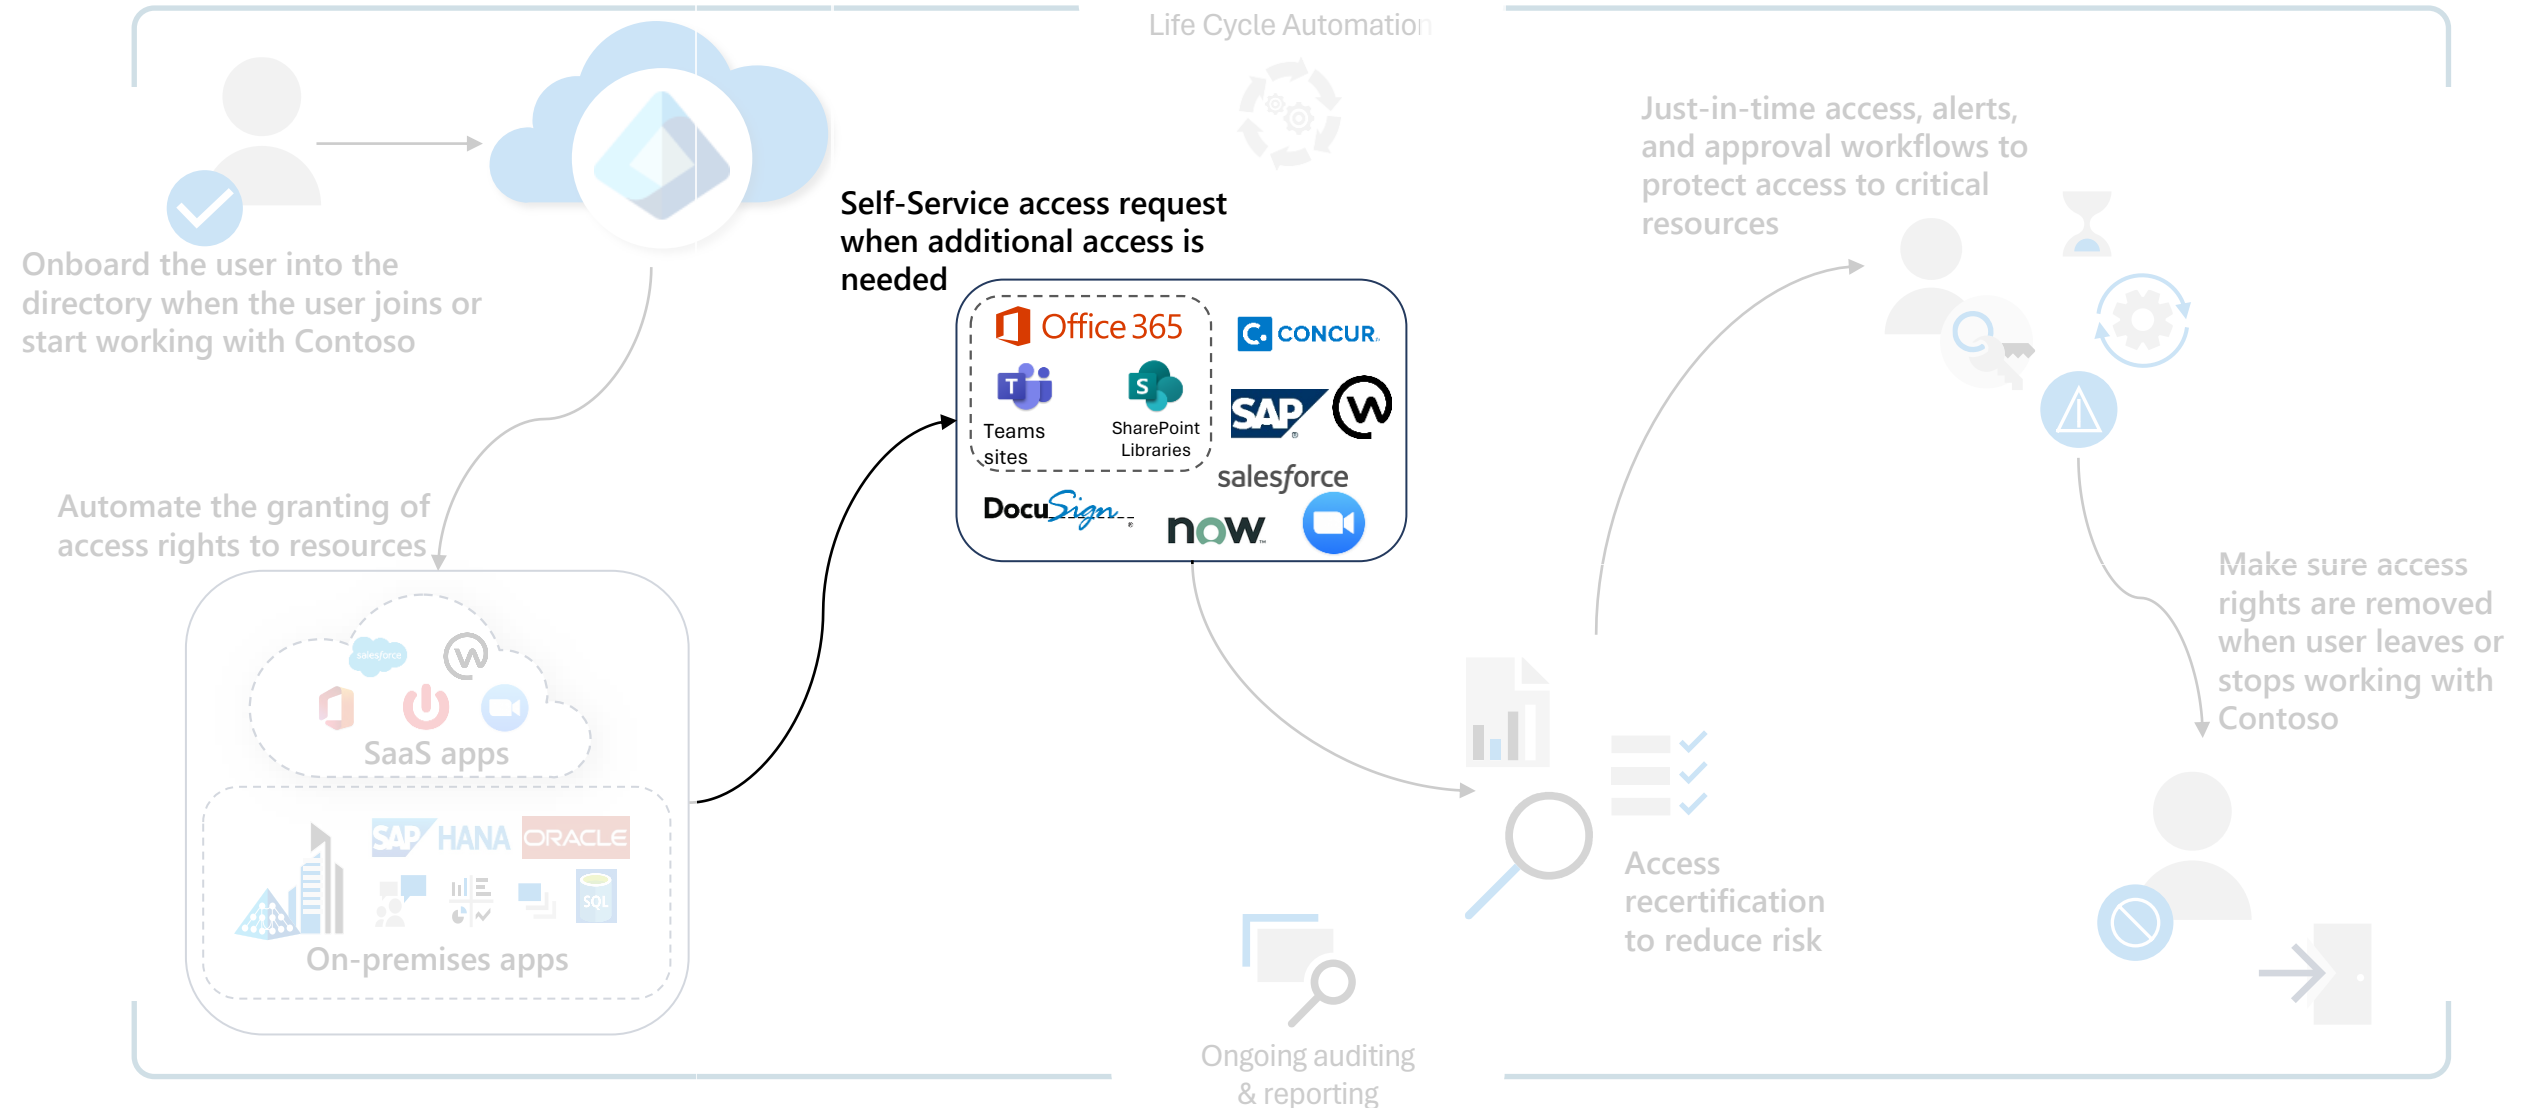 Life Cycle Automation
Onboard the user into the
directory when the user joins or
start working with Contoso
Automate the granting of
access rights to resources
salesforce
SaaS apps
SAP HANA
ORACLE
SQL
On-premises apps
Self-Service access request
when additional access is
needed
Office 365
T
Teams
sites
S
SharePoint
Libraries
C. CONCUR
SAP®
W
salesforce
DocuSign®
now™
Access
recertification
to reduce risk
Just-in-time access, alerts,
and approval workflows to
protect access to critical
resources
Make sure access
rights are removed
when user leaves or
stops working with
Contoso
Ongoing auditing
& reporting